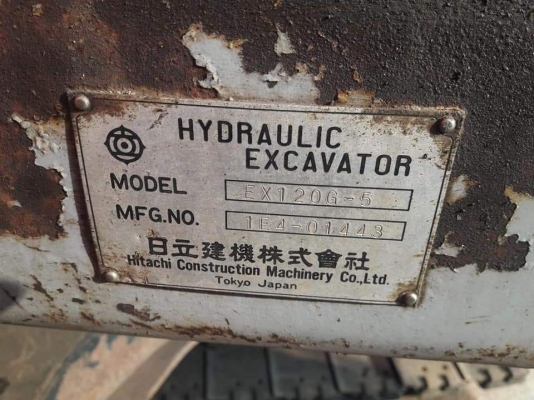 HYDRAULIC
EXCAVATOR
MODEL EX120G-5
MFG.NO. 1E4-01443
日立建機株式會社
Hitachi Construction Machinery Co.,Ltd.
Tokyo Japan